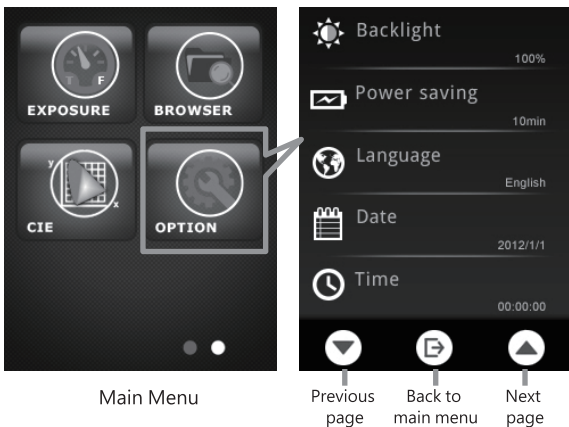 T F
EXPOSURE
BROWSER
y
x
CIE
OPTION
Main Menu
Backlight
100%
Power saving
10min
Language
English
Date
2012/1/1
Time
00:00:00
Previous
page
Back to
main menu
Next
page